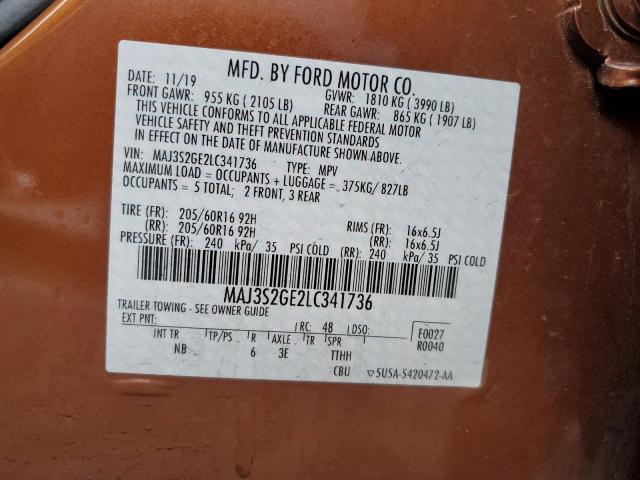 MFD. BY FORD MOTOR CO.
DATE: 11/19 GVWR: 1810 KG ( 3990 LB)
FRONT GAWR: 955 KG ( 2105 LB) REAR GAWR: 865 KG ( 1907 LB)
THIS VEHICLE CONFORMS TO ALL APPLICABLE FEDERAL MOTOR
VEHICLE SAFETY AND THEFT PREVENTION STANDARDS
IN EFFECT ON THE DATE OF MANUFACTURE SHOWN ABOVE.
VIN: MAJ3S2GE2LC341736 TYPE: MPV
MAXIMUM LOAD = OCCUPANTS + LUGGAGE = 375KG/ 827LB
OCCUPANTS = 5 TOTAL; 2 FRONT, 3 REAR
TIRE (FR): 205/60R16 92H RIMS (FR): 16x6.5J
(RR): 205/60R16 92H (RR): 16x6.5J
PRESSURE (FR): 240 kPa/ 35 PSI COLD (RR): 240 kPa/ 35 PSI COLD
MAJ3S2GE2LC341736
TRAILER TOWING - SEE OWNER GUIDE
EXT PNT: RC: 48 DSO: F0027
R0040
INT TR TP/PS R AXLE TR SPR
NB 6 3E TTHH
CBU ▽5U5A-5420472-AA